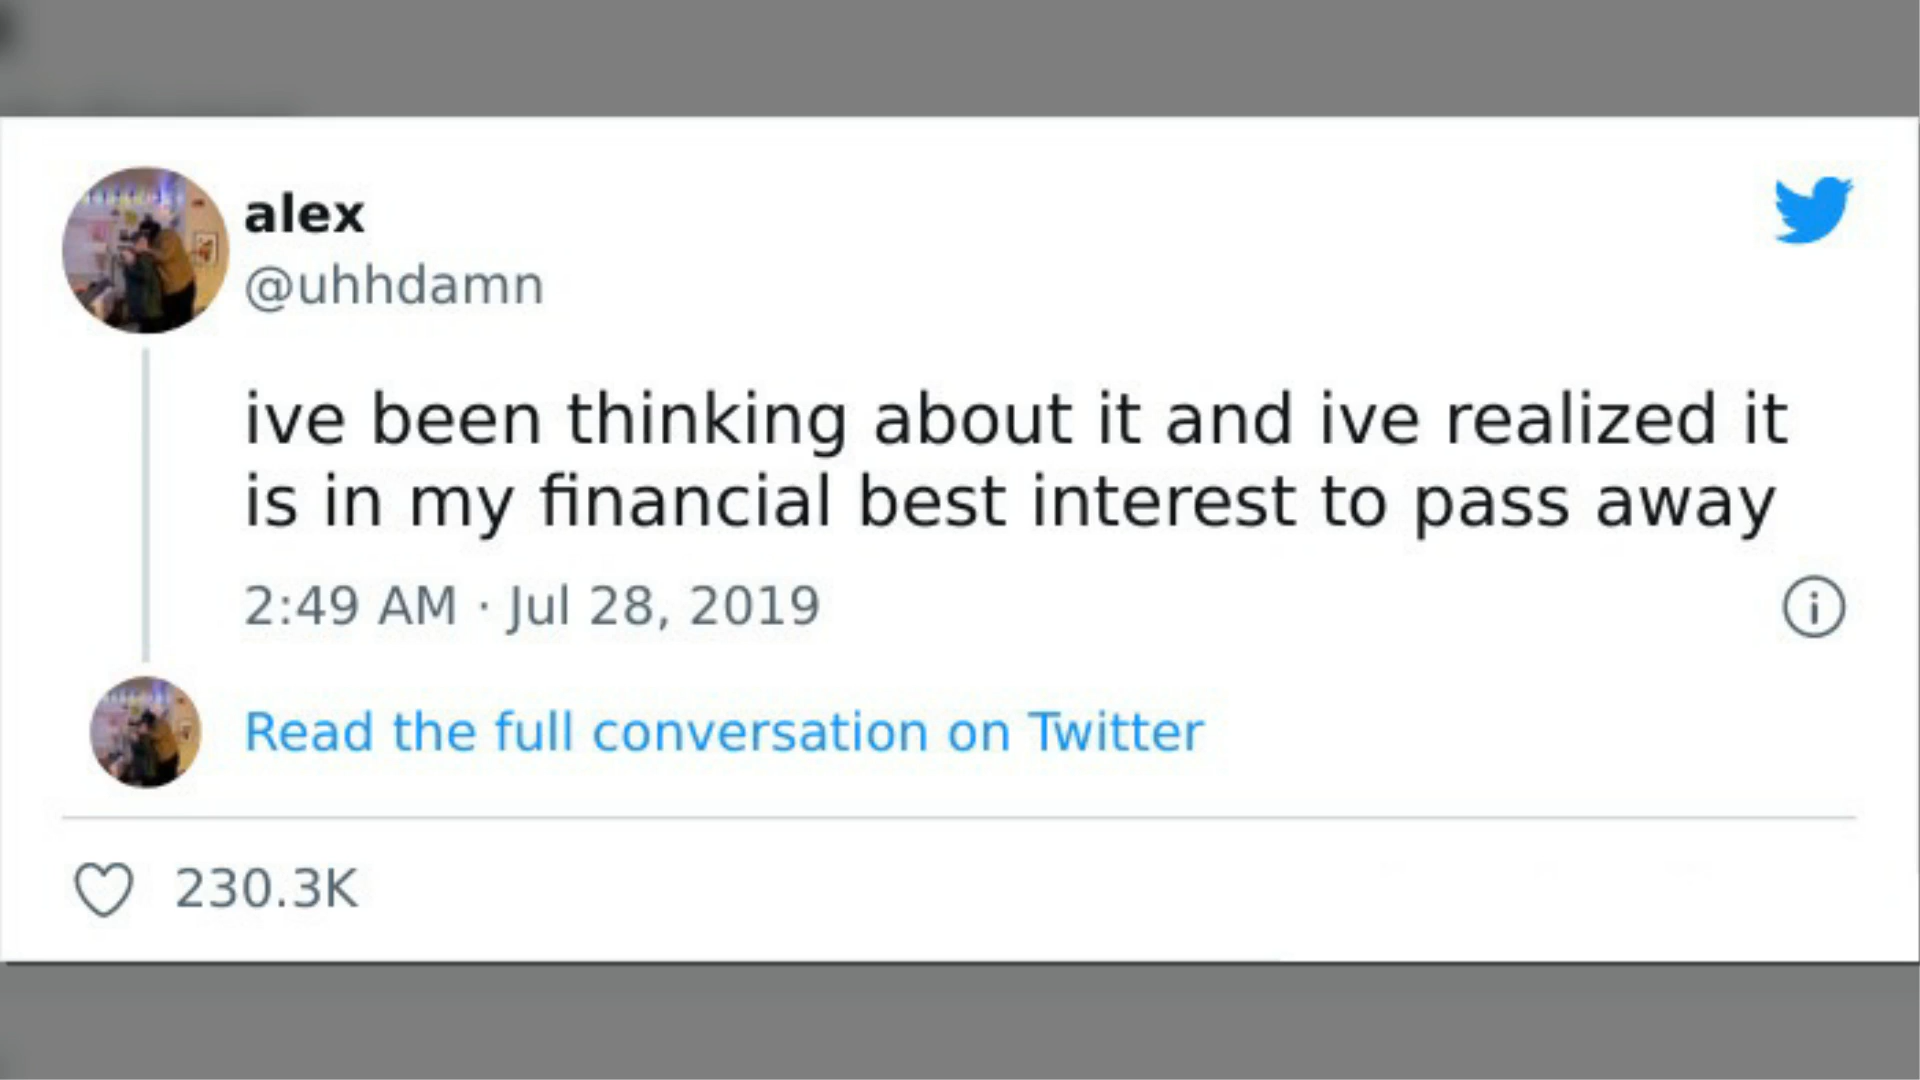 alex
@uhhdamn
ive been thinking about it and ive realized it
is in my financial best interest to pass away
2:49 AM · Jul 28, 2019
Read the full conversation on Twitter
230.3K